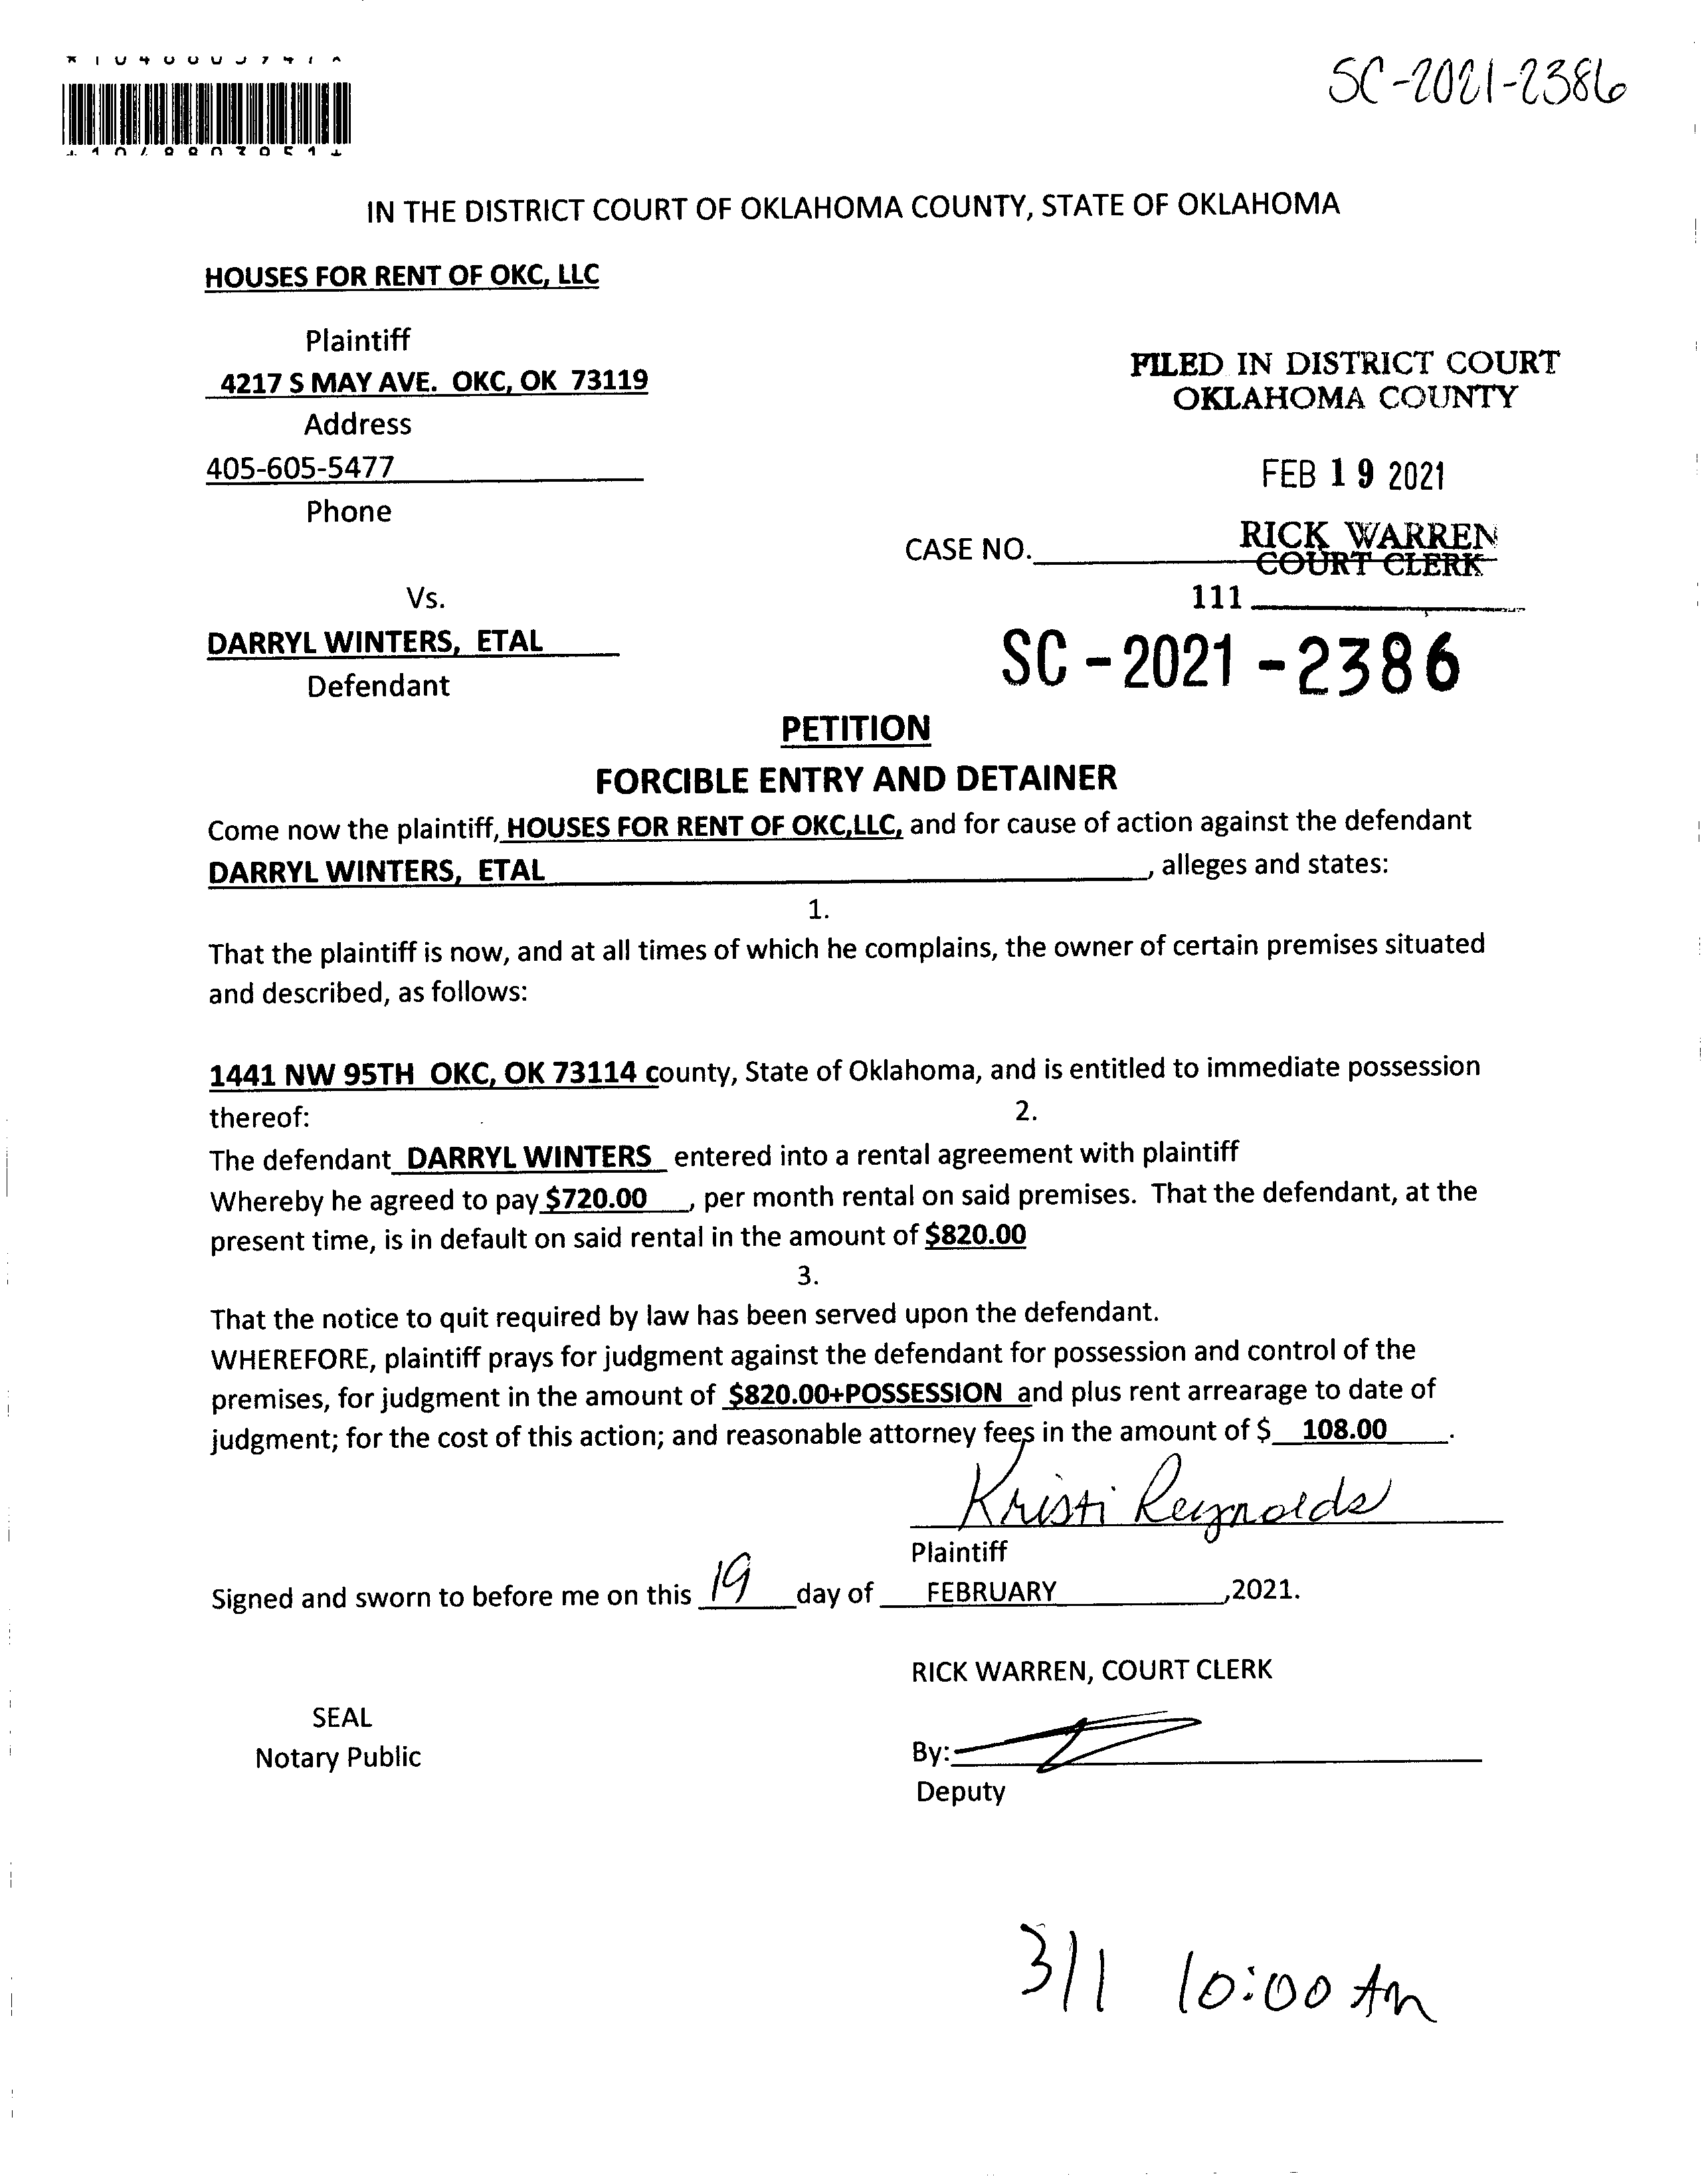 SC-2021-2386
IN THE DISTRICT COURT OF OKLAHOMA COUNTY, STATE OF OKLAHOMA
HOUSES FOR RENT OF OKC, LLC
Plaintiff
4217 S MAY AVE. OKC, OK 73119
Address
405-605-5477
Phone
FILED IN DISTRICT COURT
OKLAHOMA COUNTY
FEB 19 2021
RICK WARREN
COURT CLERK
CASE NO.
111
Vs.
DARRYL WINTERS, ETAL
Defendant
SC-2021-2386
PETITION
FORCIBLE ENTRY AND DETAINER
Come now the plaintiff, HOUSES FOR RENT OF OKC,LLC, and for cause of action against the defendant
DARRYL WINTERS, ETAL, alleges and states:
1.
That the plaintiff is now, and at all times of which he complains, the owner of certain premises situated
and described, as follows:
1441 NW 95TH OKC, OK 73114 county, State of Oklahoma, and is entitled to immediate possession
thereof: 2.
The defendant DARRYL WINTERS entered into a rental agreement with plaintiff
Whereby he agreed to pay $720.00, per month rental on said premises. That the defendant, at the
present time, is in default on said rental in the amount of $820.00
3.
That the notice to quit required by law has been served upon the defendant.
WHEREFORE, plaintiff prays for judgment against the defendant for possession and control of the
premises, for judgment in the amount of $820.00+POSSESSION and plus rent arrearage to date of
judgment; for the cost of this action; and reasonable attorney fees in the amount of $ 108.00.
Kristi Reynolds
Plaintiff
Signed and sworn to before me on this 19 day of FEBRUARY,2021.
RICK WARREN, COURT CLERK
SEAL
Notary Public
By:
Deputy
3/1 10:00 Am